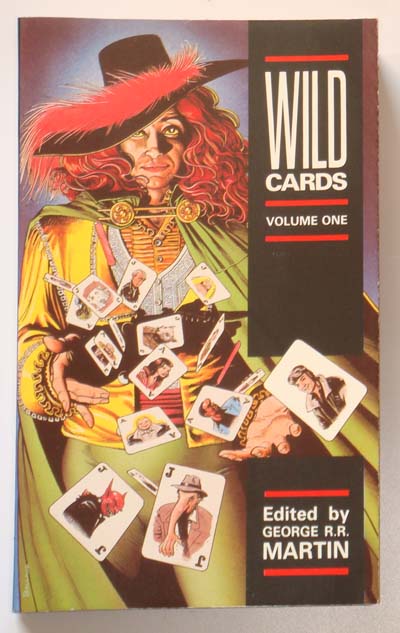 WILD
CARDS
VOLUME ONE
Edited by
GEORGE R.R.
MARTIN
J
J
J